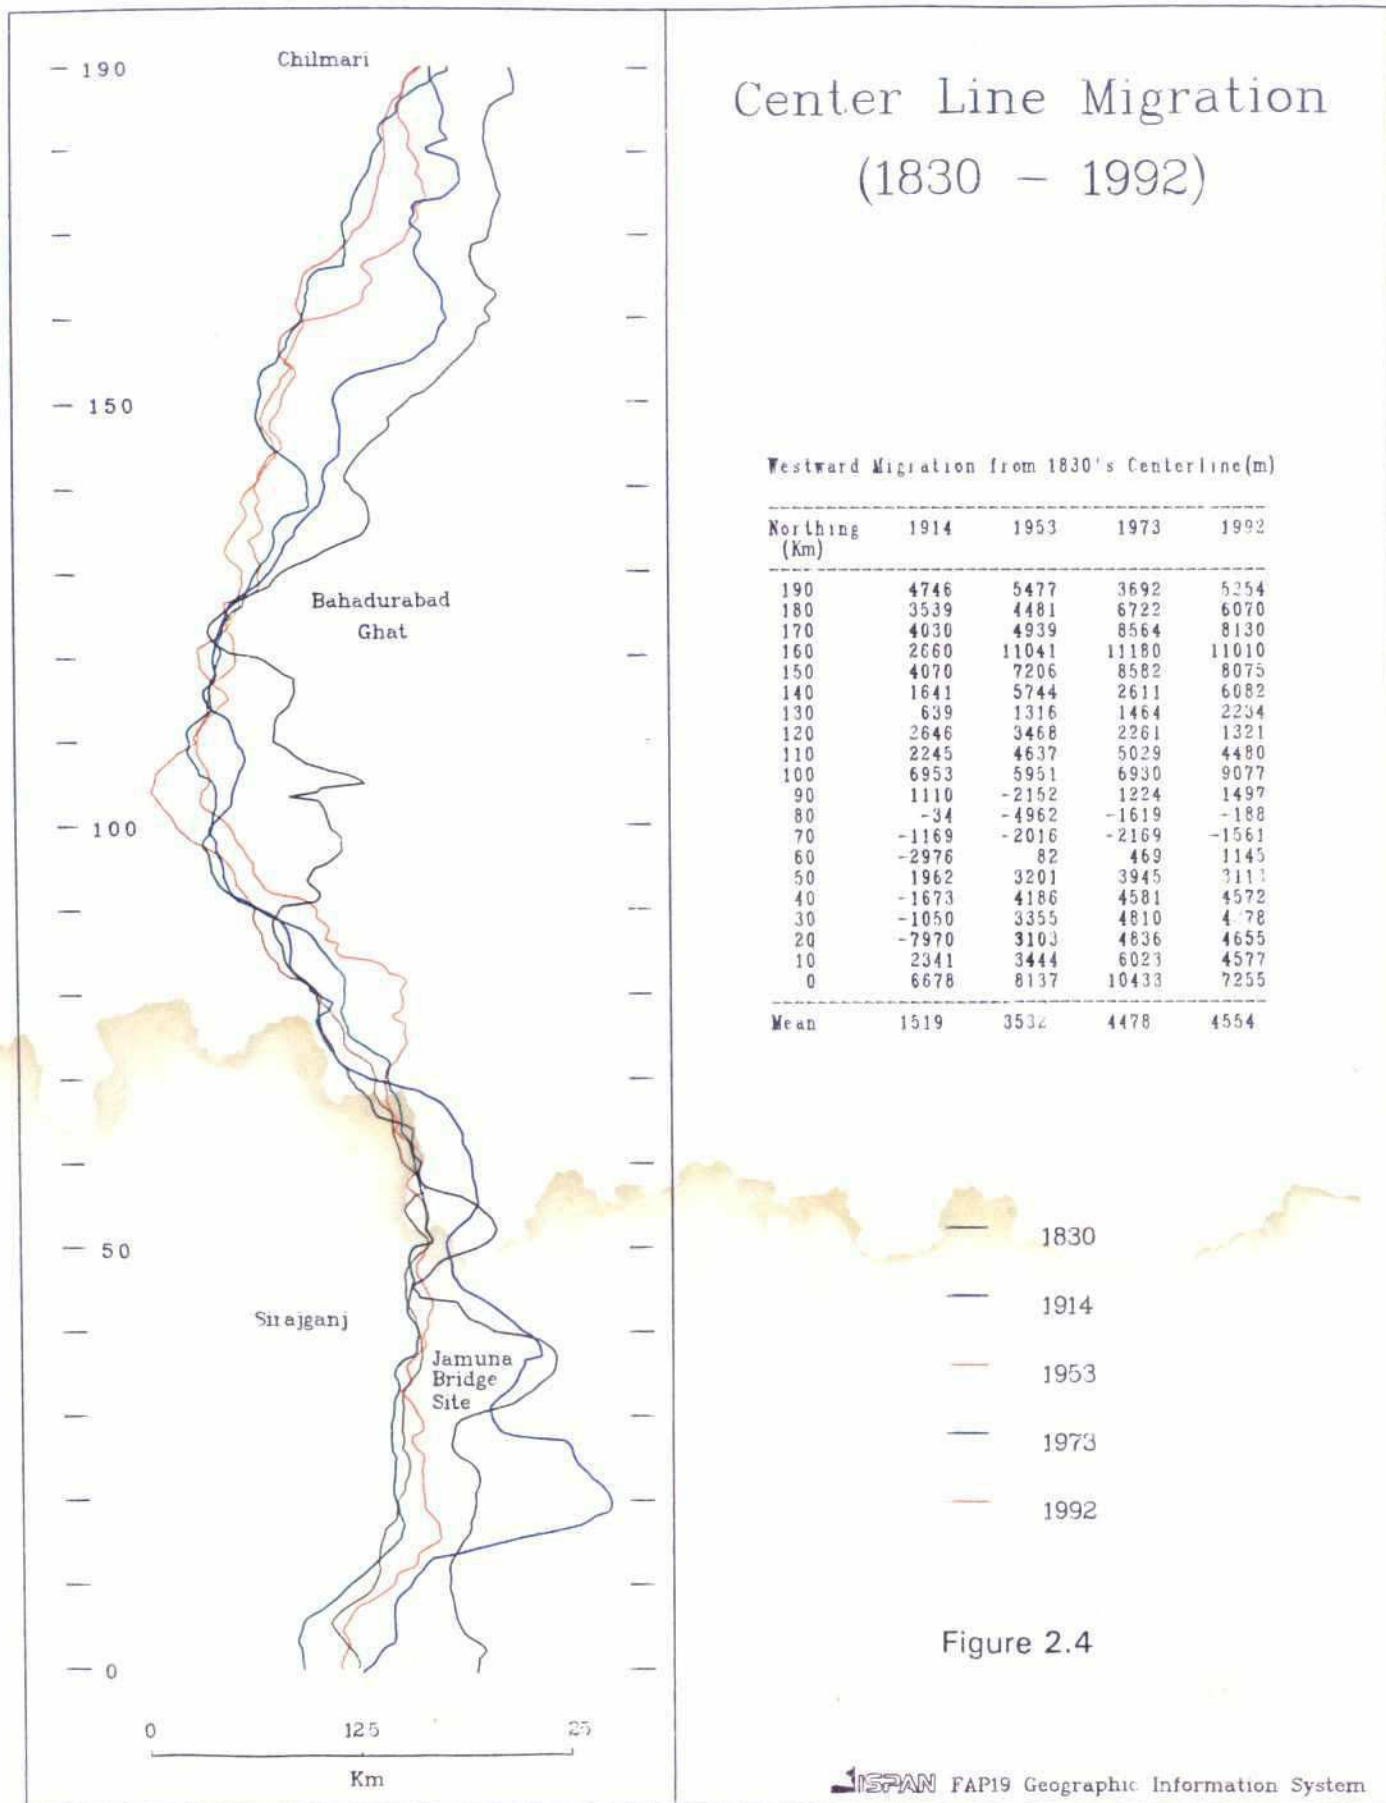 Center Line Migration
(1830 - 1992)
Chilmari
190
150
Bahadurabad
Ghat
100
50
Sirajganj
Jamuna
Bridge
Site
0
0 12.5 25
Km
Westward Migration from 1830's Centerline(m)
Northing 1914 1953 1973 1992
(Km)
190 4746 5477 3692 5254
180 3539 4481 6722 6070
170 4030 4939 8564 8130
160 2660 11041 11180 11010
150 4070 7206 8582 8075
140 1641 5744 2611 6082
130 639 1316 1464 2234
120 2646 3468 2261 1321
110 2245 4637 5029 4480
100 6953 5951 6930 9077
90 1110 -2152 1224 1497
80 -34 -4962 -1619 -188
70 -1169 -2016 -2169 -1561
60 -2976 82 469 1145
50 1962 3201 3945
40 -1673 4186 4581 4572
30 -1050 3355 4810
20 -7970 3103 4836 4655
10 2341 3444 6023 4577
0 6678 8137 10433 7255
Mean 1519 3532 4478 4554
1830
1914
1953
1973
1992
Figure 2.4
ISPAN FAP19 Geographic Information System